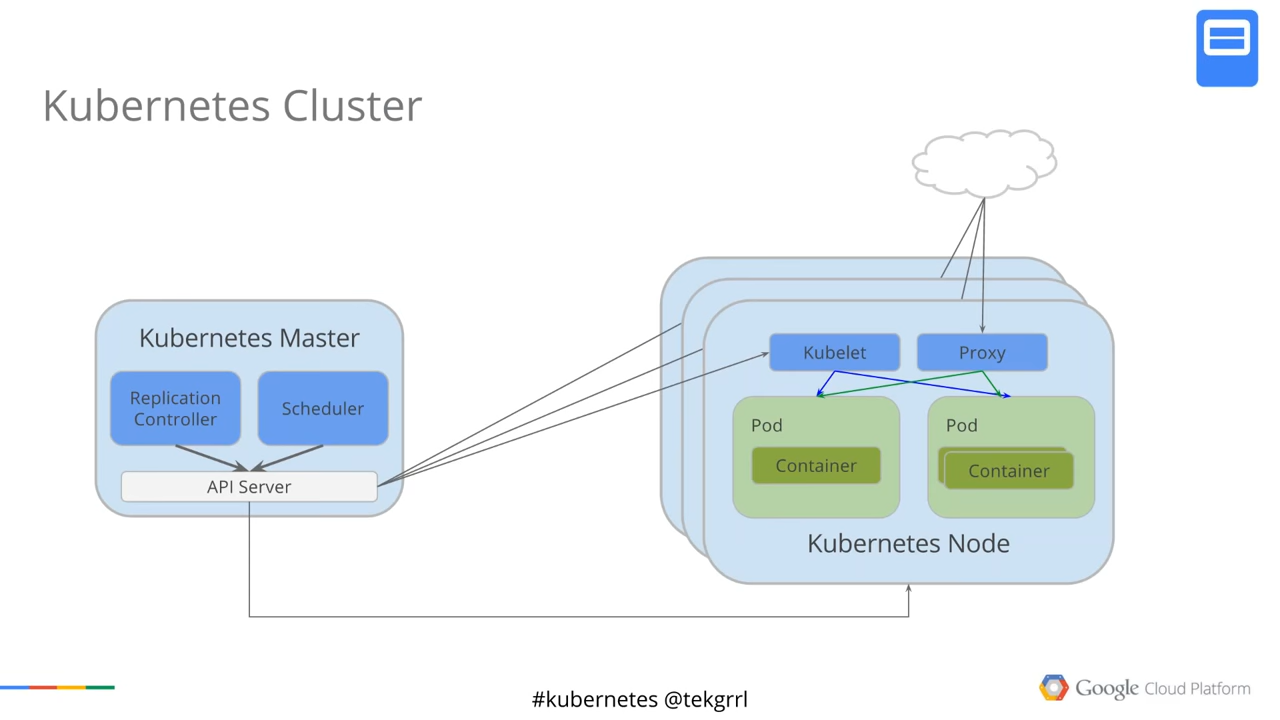 Kubernetes Cluster
Kubernetes Master
Replication
Controller
Scheduler
API Server
Kubelet
Proxy
Pod
Container
Pod
Container
Kubernetes Node
#kubernetes @tekgrrl
Google Cloud Platform